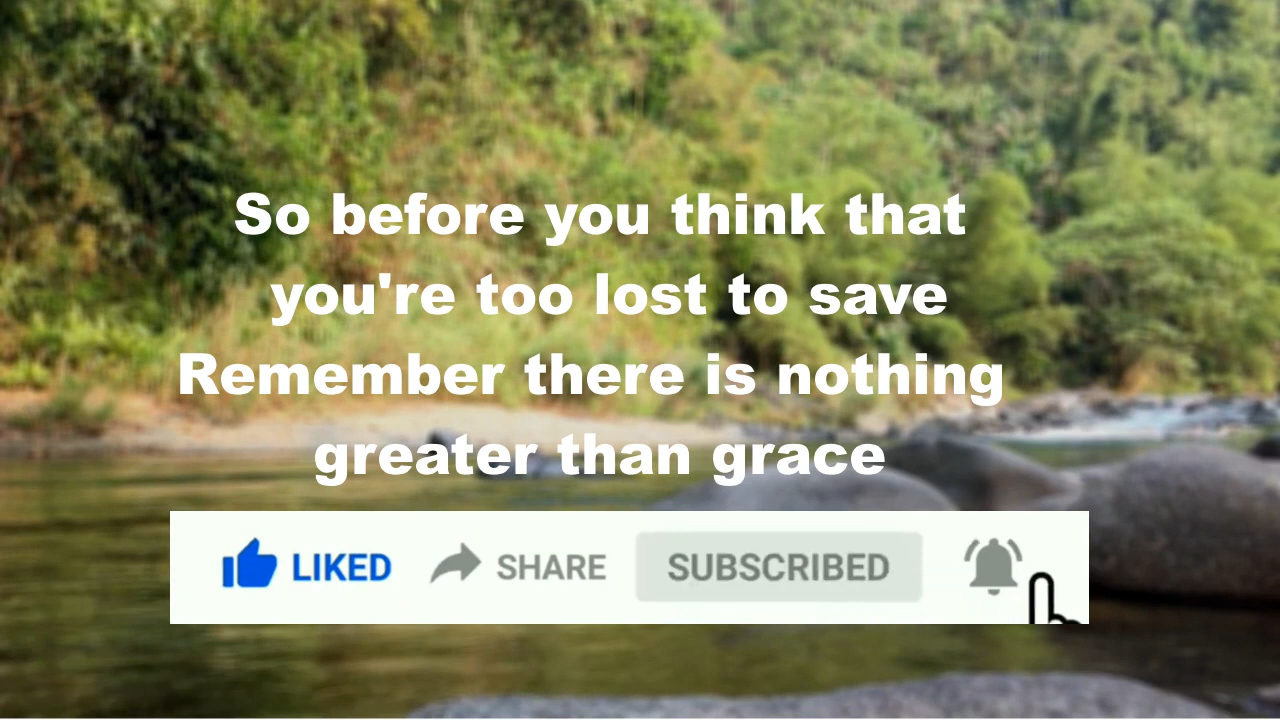 So before you think that
you're too lost to save
Remember there is nothing
greater than grace
LIKED SHARE SUBSCRIBED